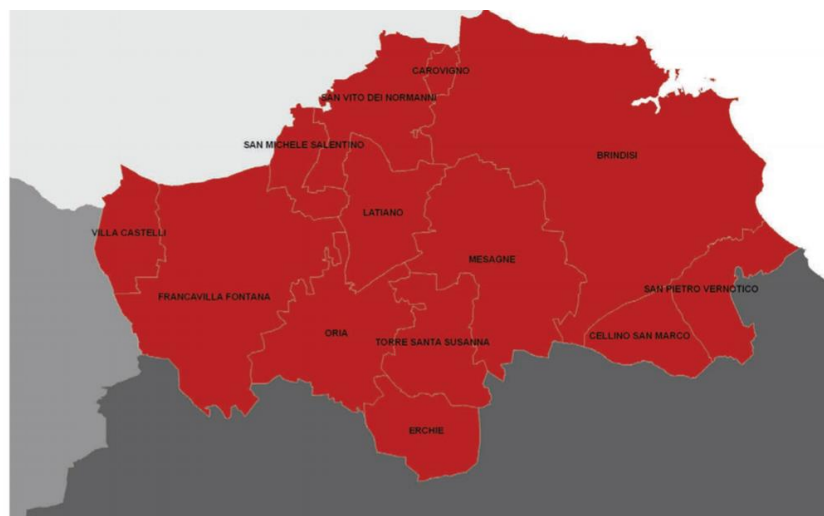 CAROVIGNO
SAN VITO DEI NORMANNI
SAN MICHELE SALENTINO
BRINDISI
LATIANO
VILLA CASTELLI
MESAGNE
SAN PIETRO VERNOTICO
FRANCAVILLA FONTANA
ORIA
CELLINO SAN MARCO
TORRE SANTA SUSANNA
ERCHIE